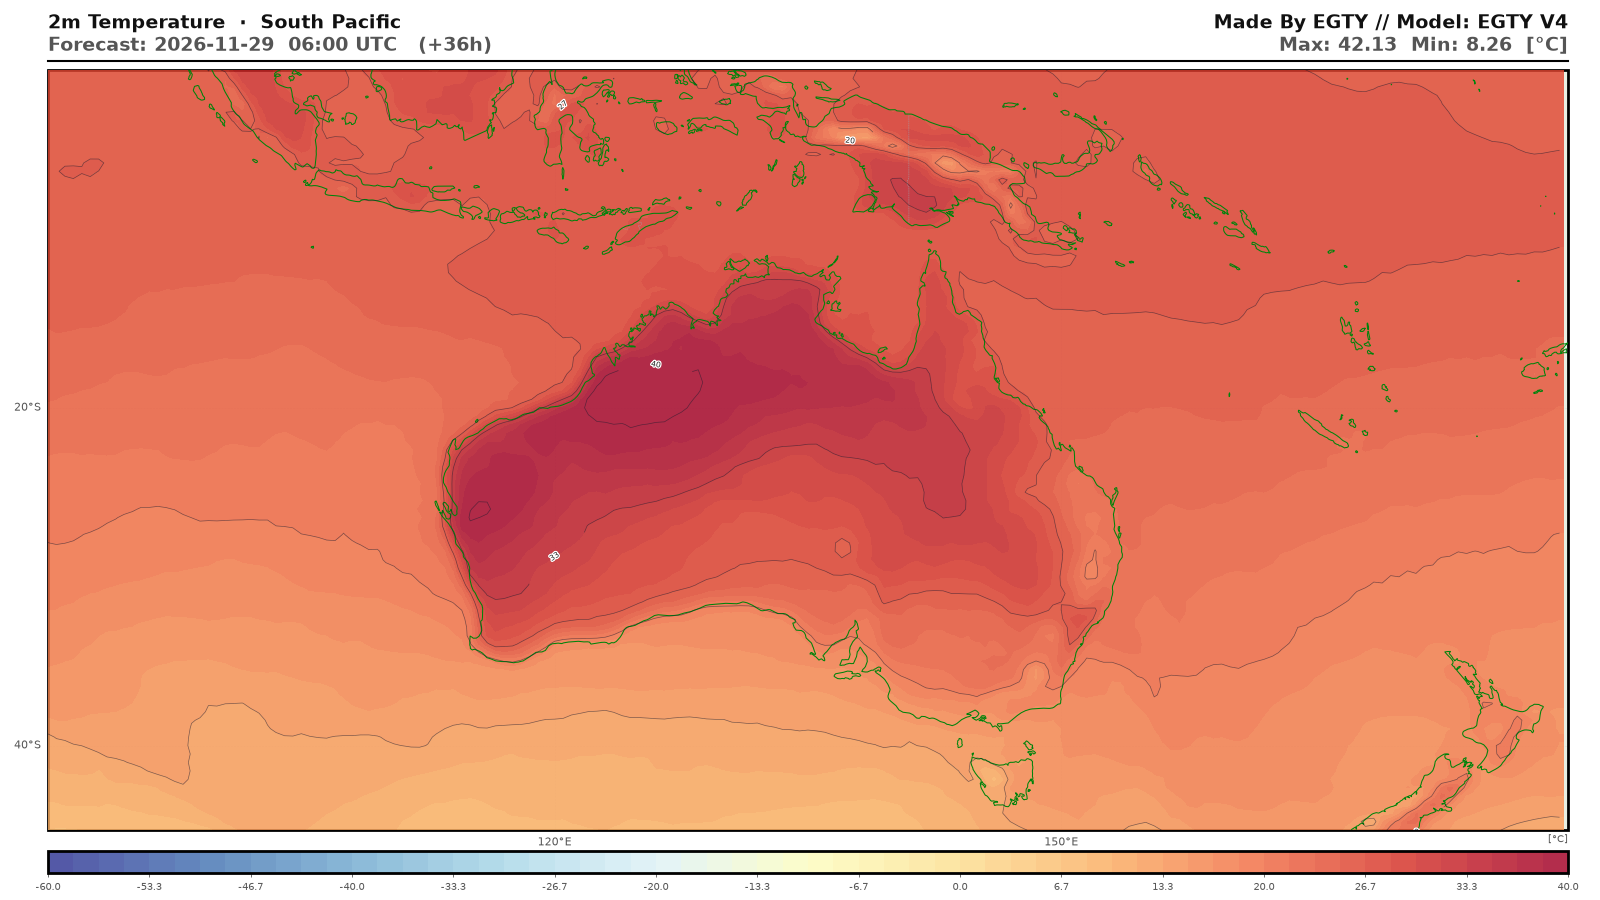 2m Temperature · South Pacific
Made By EGTY // Model: EGTY V4
Forecast: 2026-11-29 06:00 UTC (+36h)
Max: 42.13 Min: 8.26 [°C]
27
20
40
20°S
33
40°S
120°E
150°E
[°C]
-60.0
-53.3
-46.7
-40.0
-33.3
-26.7
-20.0
-13.3
-6.7
0.0
6.7
13.3
20.0
26.7
33.3
40.0